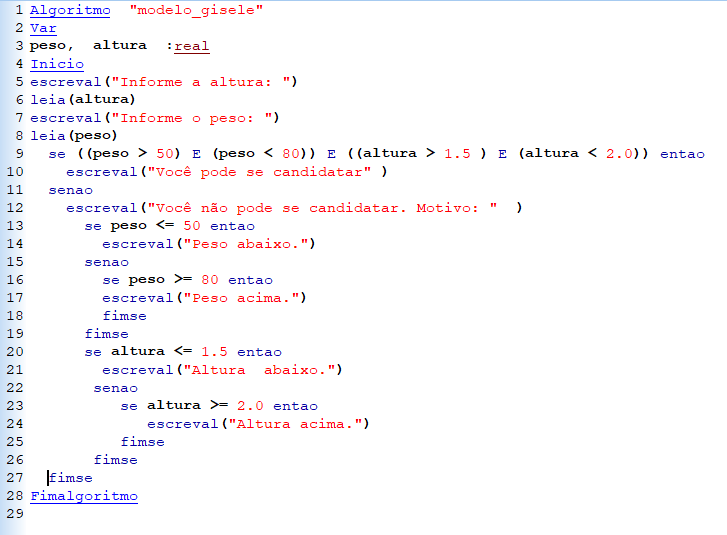 1 Algoritmo "modelo_gisele"
2 Var
3 peso, altura :real
4 Inicio
5 escreval("Informe a altura: ")
6 leia(altura)
7 escreval("Informe o peso: ")
8 leia(peso)
9 se ((peso > 50) E (peso < 80)) E ((altura > 1.5 ) E (altura < 2.0)) entao
10 escreval("Você pode se candidatar" )
11 senao
12 escreval("Você não pode se candidatar. Motivo: " )
13 se peso <= 50 entao
14 escreval("Peso abaixo.")
15 senao
16 se peso >= 80 entao
17 escreval("Peso acima.")
18 fimse
19 fimse
20 se altura <= 1.5 entao
21 escreval("Altura  abaixo.")
22 senao
23 se altura >= 2.0 entao
24 escreval("Altura acima.")
25 fimse
26 fimse
27 fimse
28 Fimalgoritmo
29